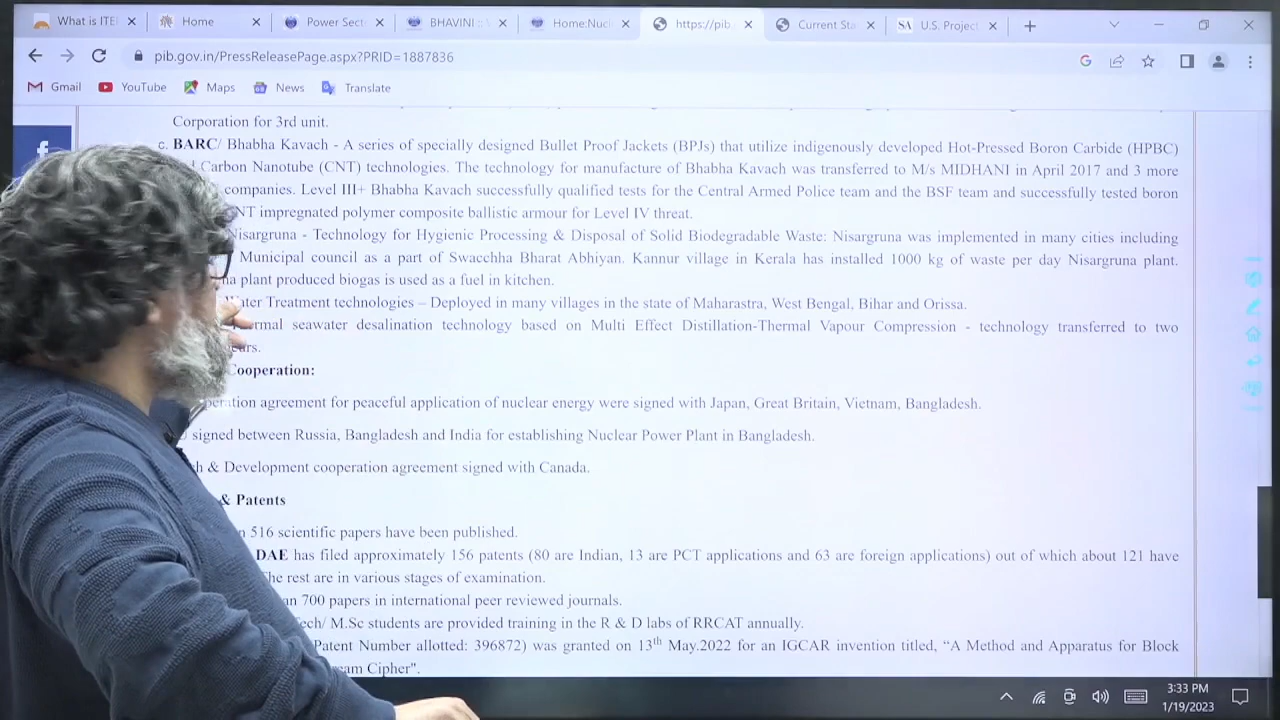 What is ITE
Home
Power Sect
BHAVINI ::
Home:Nucl
https://pib
Current Sta
SA U.S. Project
pib.gov.in/PressReleasePage.aspx?PRID=1887836
Gmail YouTube Maps News Translate
Corporation for 3rd unit.
c. BARC/ Bhabha Kavach - A series of specially designed Bullet Proof Jackets (BPJs) that utilize indigenously developed Hot-Pressed Boron Carbide (HPBC)
Carbon Nanotube (CNT) technologies. The technology for manufacture of Bhabha Kavach was transferred to M/s MIDHANI in April 2017 and 3 more
companies. Level III+ Bhabha Kavach successfully qualified tests for the Central Armed Police team and the BSF team and successfully tested boron
NT impregnated polymer composite ballistic armour for Level IV threat.
Nisargruna - Technology for Hygienic Processing & Disposal of Solid Biodegradable Waste: Nisargruna was implemented in many cities including
Municipal council as a part of Swacchha Bharat Abhiyan. Kannur village in Kerala has installed 1000 kg of waste per day Nisargruna plant.
plant produced biogas is used as a fuel in kitchen.
Water Treatment technologies – Deployed in many villages in the state of Maharastra, West Bengal, Bihar and Orissa.
rmal seawater desalination technology based on Multi Effect Distillation-Thermal Vapour Compression - technology transferred to two
ears.
ooperation:
eration agreement for peaceful application of nuclear energy were signed with Japan, Great Britain, Vietnam, Bangladesh.
signed between Russia, Bangladesh and India for establishing Nuclear Power Plant in Bangladesh.
h & Development cooperation agreement signed with Canada.
& Patents
n 516 scientific papers have been published.
DAE has filed approximately 156 patents (80 are Indian, 13 are PCT applications and 63 are foreign applications) out of which about 121 have
The rest are in various stages of examination.
an 700 papers in international peer reviewed journals.
Tech/ M.Sc students are provided training in the R & D labs of RRCAT annually.
Patent Number allotted: 396872) was granted on 13th May.2022 for an IGCAR invention titled, “A Method and Apparatus for Block
am Cipher".
3:33 PM
1/19/2023